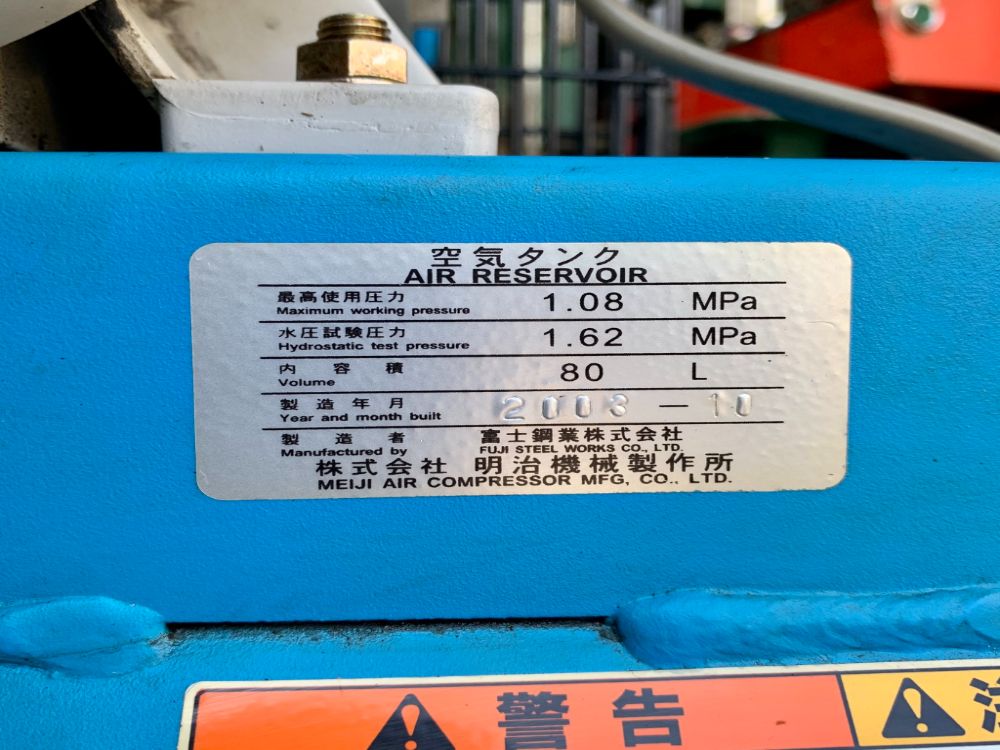 空気タンク
AIR RESERVOIR
最高使用圧力 1.08 MPa
Maximum working pressure
水圧試験圧力 1.62 MPa
Hydrostatic test pressure
内容積 80 L
Volume
製造年月 2003-10
Year and month built
製造者 富士鋼業株式会社
Manufactured by FUJI STEEL WORKS CO., LTD.
株式会社 明治機械製作所
MEIJI AIR COMPRESSOR MFG, CO., LTD.
警告